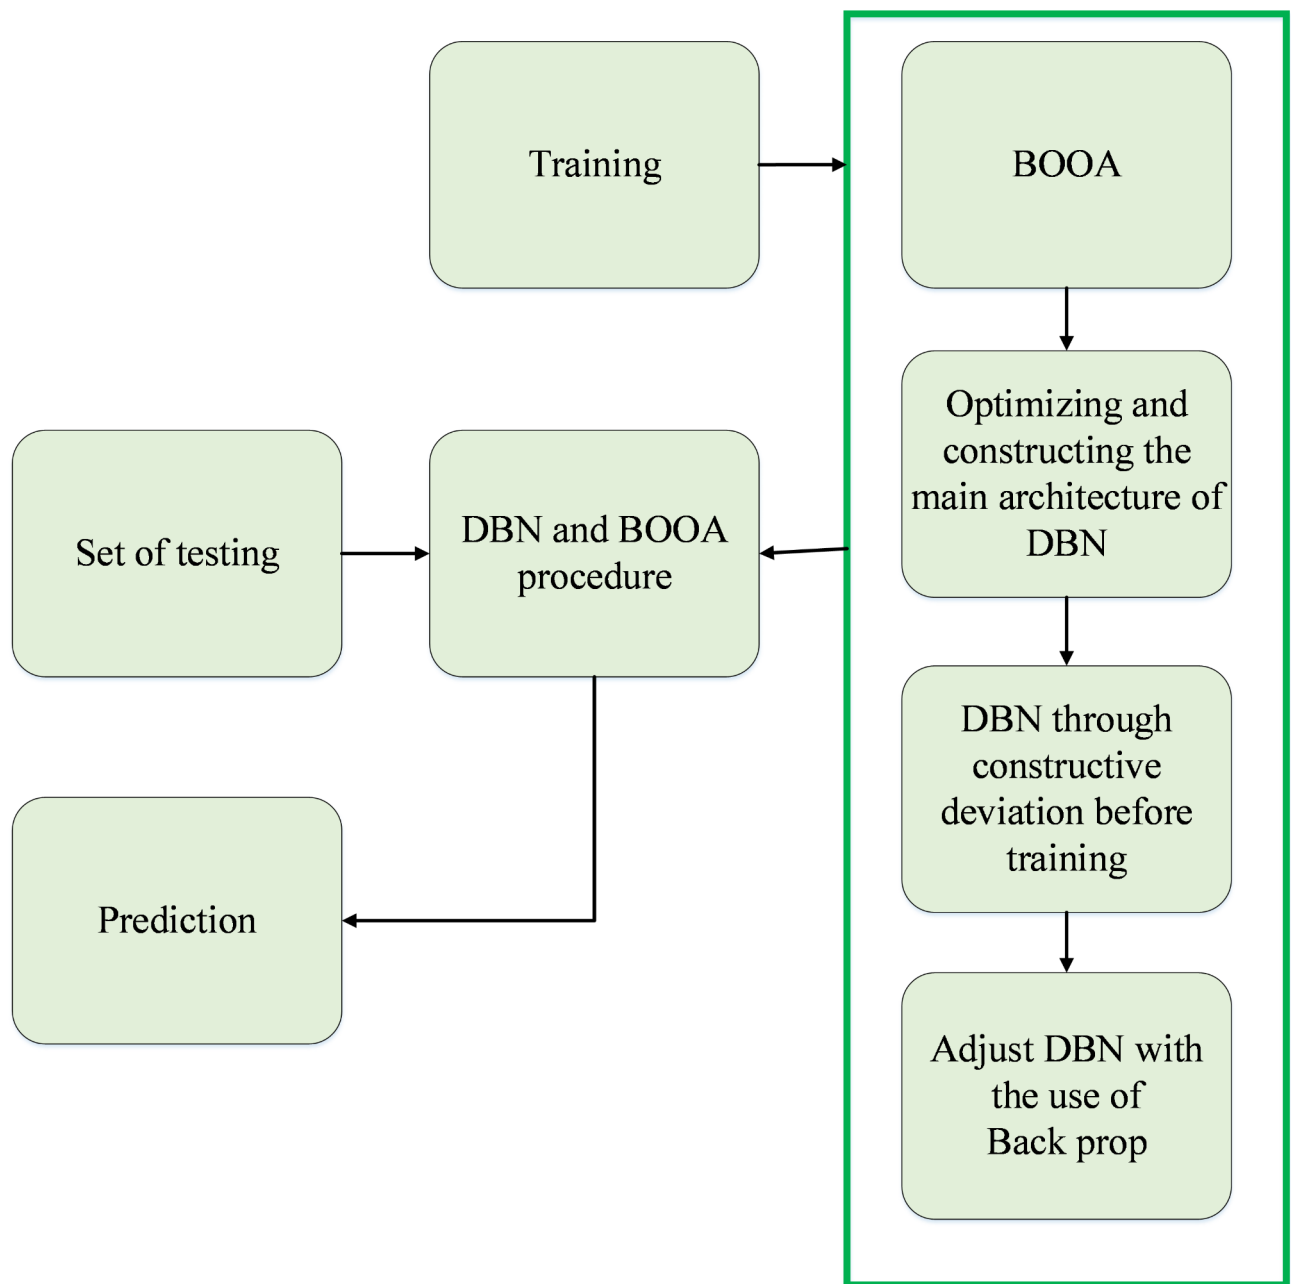 Training
BOOA
Optimizing and
constructing the
main architecture of
DBN
Set of testing
DBN and BOOA
procedure
DBN through
constructive
deviation before
training
Prediction
Adjust DBN with
the use of
Back prop